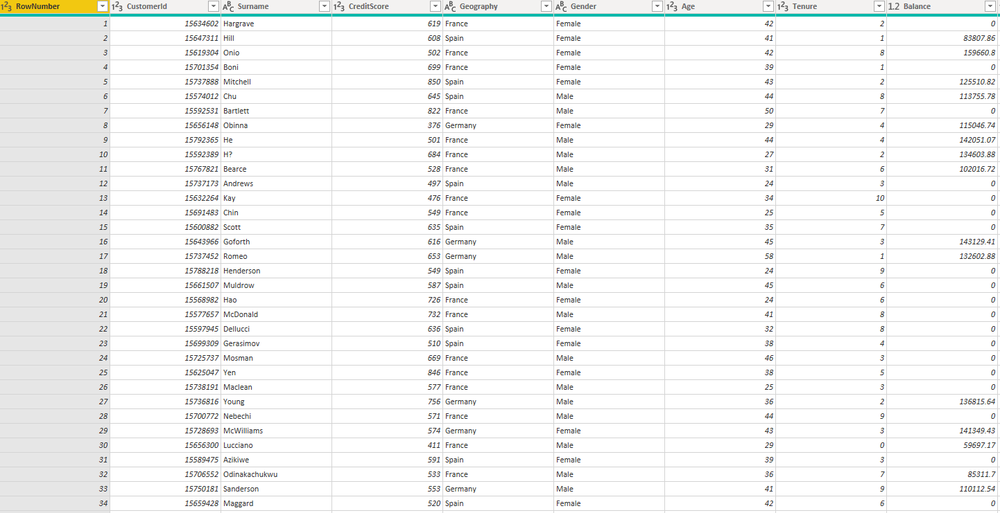 123 RowNumber 123 CustomerId ABC Surname 123 CreditScore ABC Geography ABC Gender 123 Age 123 Tenure 1.2 Balance
1 15634602 Hargrave 619 France Female 42 2 0
2 15647311 Hill 608 Spain Female 41 1 83807.86
3 15619304 Onio 502 France Female 42 8 159660.8
4 15701354 Boni 699 France Female 39 1 0
5 15737888 Mitchell 850 Spain Female 43 2 125510.82
6 15574012 Chu 645 Spain Male 44 8 113755.78
7 15592531 Bartlett 822 France Male 50 7 0
8 15656148 Obinna 376 Germany Female 29 4 115046.74
9 15792365 He 501 France Male 44 4 142051.07
10 15592389 H? 684 France Male 27 2 134603.88
11 15767821 Bearce 528 France Male 31 6 102016.72
12 15737173 Andrews 497 Spain Male 24 3 0
13 15632264 Kay 476 France Female 34 10 0
14 15691483 Chin 549 France Female 25 5 0
15 15600882 Scott 635 Spain Female 35 7 0
16 15643966 Goforth 616 Germany Male 45 3 143129.41
17 15737452 Romeo 653 Germany Male 58 1 132602.88
18 15788218 Henderson 549 Spain Female 24 9 0
19 15661507 Muldrow 587 Spain Male 45 6 0
20 15568982 Hao 726 France Female 24 6 0
21 15577657 McDonald 732 France Male 41 8 0
22 15597945 Dellucci 636 Spain Female 32 8 0
23 15699309 Gerasimov 510 Spain Female 38 4 0
24 15725737 Mosman 669 France Male 46 3 0
25 15625047 Yen 846 France Female 38 5 0
26 15738191 Maclean 577 France Male 25 3 0
27 15736816 Young 756 Germany Male 36 2 136815.64
28 15700772 Nebechi 571 France Male 44 9 0
29 15728693 McWilliams 574 Germany Female 43 3 141349.43
30 15656300 Lucciano 411 France Male 29 0 59697.17
31 15589475 Azikiwe 591 Spain Female 39 3 0
32 15706552 Odinakachukwu 533 France Male 36 7 85311.7
33 15750181 Sanderson 553 Germany Male 41 9 110112.54
34 15659428 Maggard 520 Spain Female 42 6 0